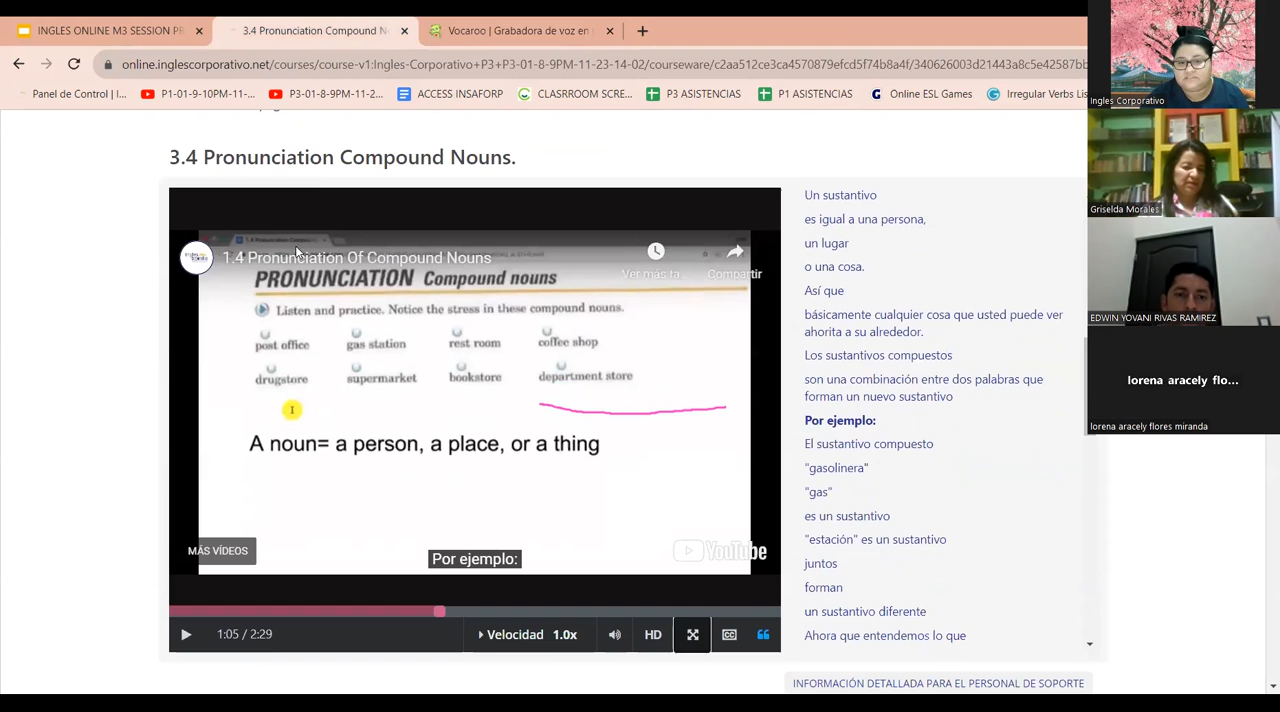 INGLES ONLINE M3 SESSION PR
3.4 Pronunciation Compound N
Vocaroo | Grabadora de voz en
online.inglescorporativo.net/courses/course-v1:Ingles-Corporativo+P3+P3-01-8-9PM-11-23-14-02/courseware/c2aa512ce3ca4570879efcd5f74b8a4f/340626003d21443a8c5e42587bb
Panel de Control | I...
P1-01-9-10PM-11-...
P3-01-8-9PM-11-2...
ACCESS INSAFORP
CLASRROOM SCRE...
P3 ASISTENCIAS
P1 ASISTENCIAS
Online ESL Games
Irregular Verbs Lis
Ingles Corporativo
Griselda Morales
EDWIN YOVANI RIVAS RAMIREZ
lorena aracely flo...
lorena aracely flores miranda
3.4 Pronunciation Compound Nouns.
1.4 Pronunciation Of Compound Nouns
Ver más ta...
Compartir
PRONUNCIATION Compound nouns
Listen and practice. Notice the stress in these compound nouns.
post office gas station rest room coffee shop
drugstore supermarket bookstore department store
A noun= a person, a place, or a thing
MÁS VÍDEOS
Por ejemplo:
YouTube
1:05 / 2:29
Velocidad 1.0x
HD
CC
Un sustantivo
es igual a una persona,
un lugar
o una cosa.
Así que
básicamente cualquier cosa que usted puede ver
ahorita a su alrededor.
Los sustantivos compuestos
son una combinación entre dos palabras que
forman un nuevo sustantivo
Por ejemplo:
El sustantivo compuesto
"gasolinera"
"gas"
es un sustantivo
"estación" es un sustantivo
juntos
forman
un sustantivo diferente
Ahora que entendemos lo que
INFORMACIÓN DETALLADA PARA EL PERSONAL DE SOPORTE